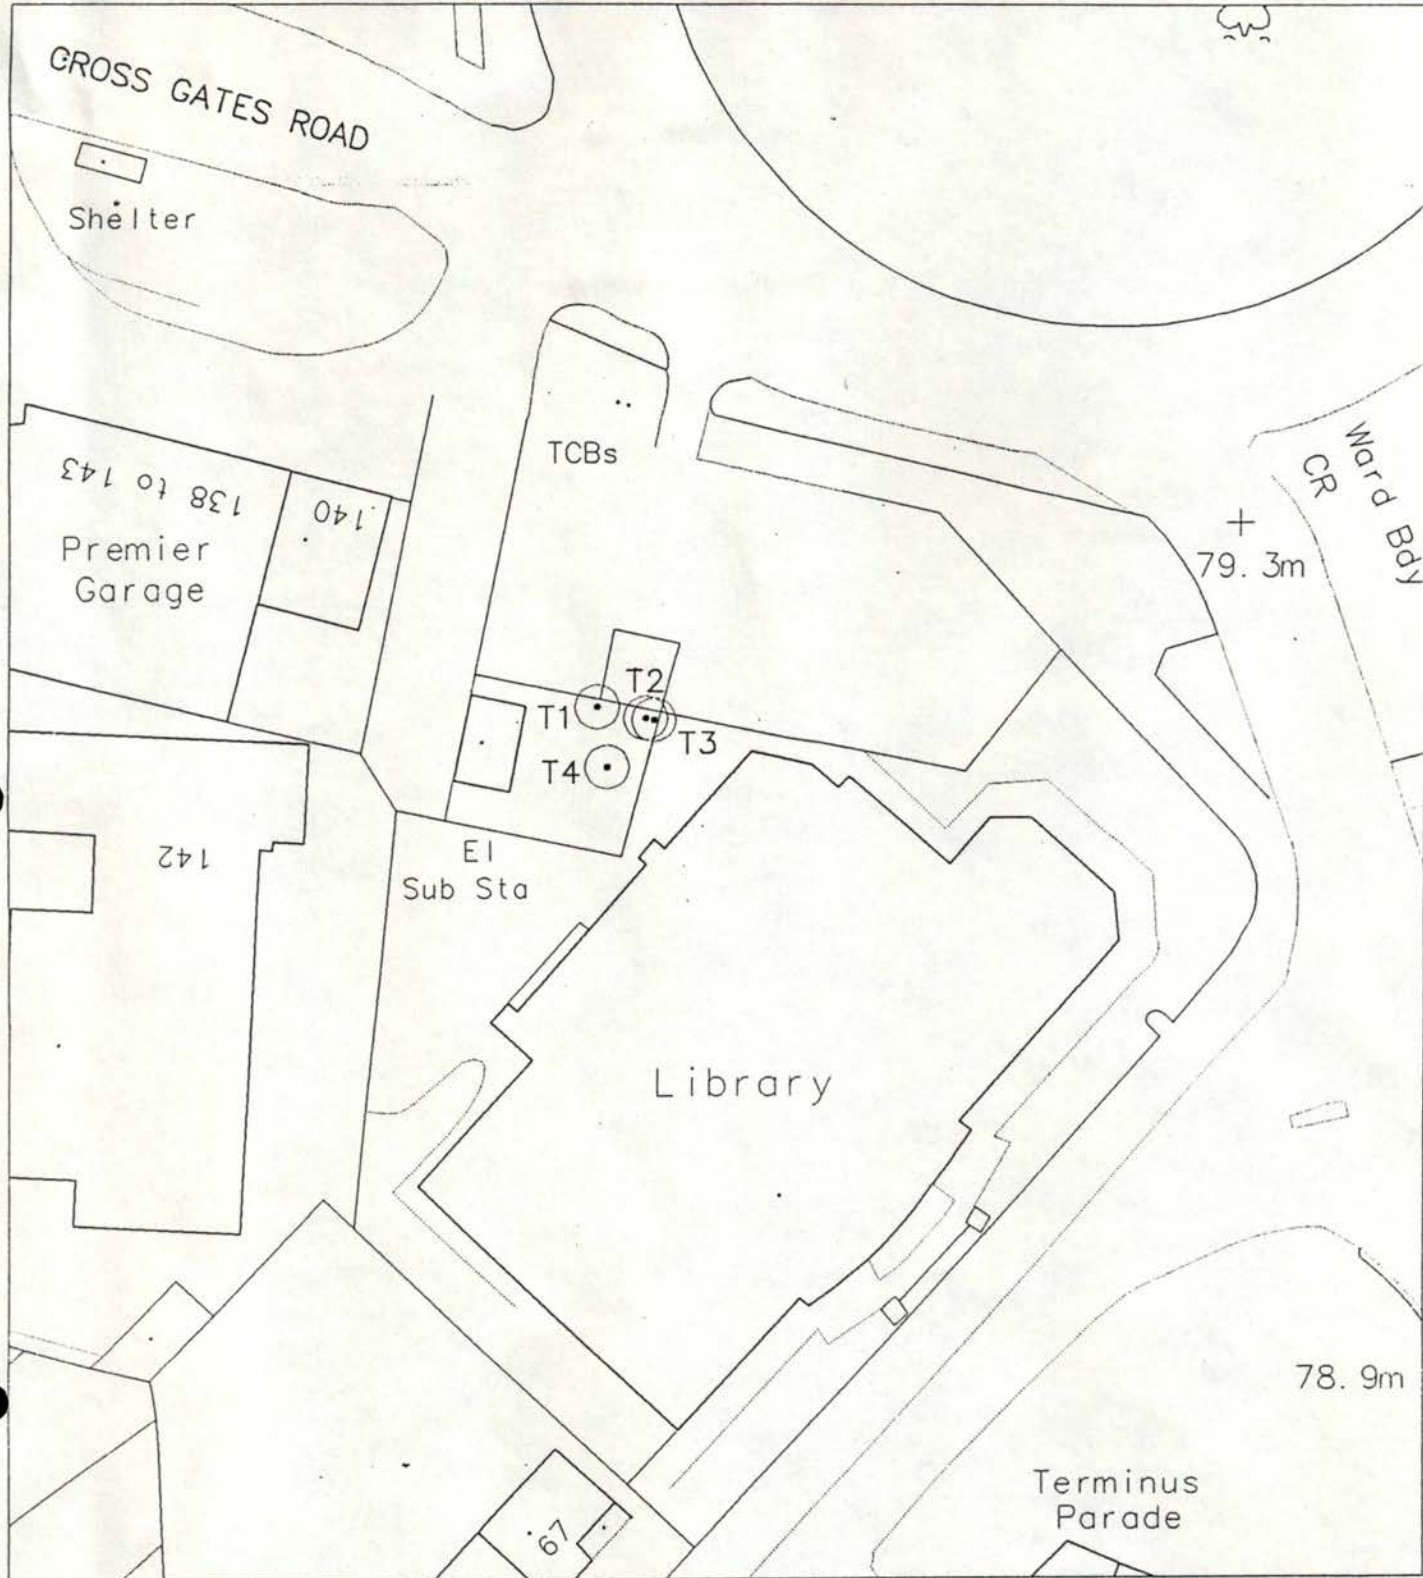 CROSS GATES ROAD
Shelter
TCBs
138 to 143
140
Premier
Garage
Ward Bdy
CR
79.3m
T2
T1
T3
T4
142
El
Sub Sta
Library
78.9m
Terminus
Parade
67